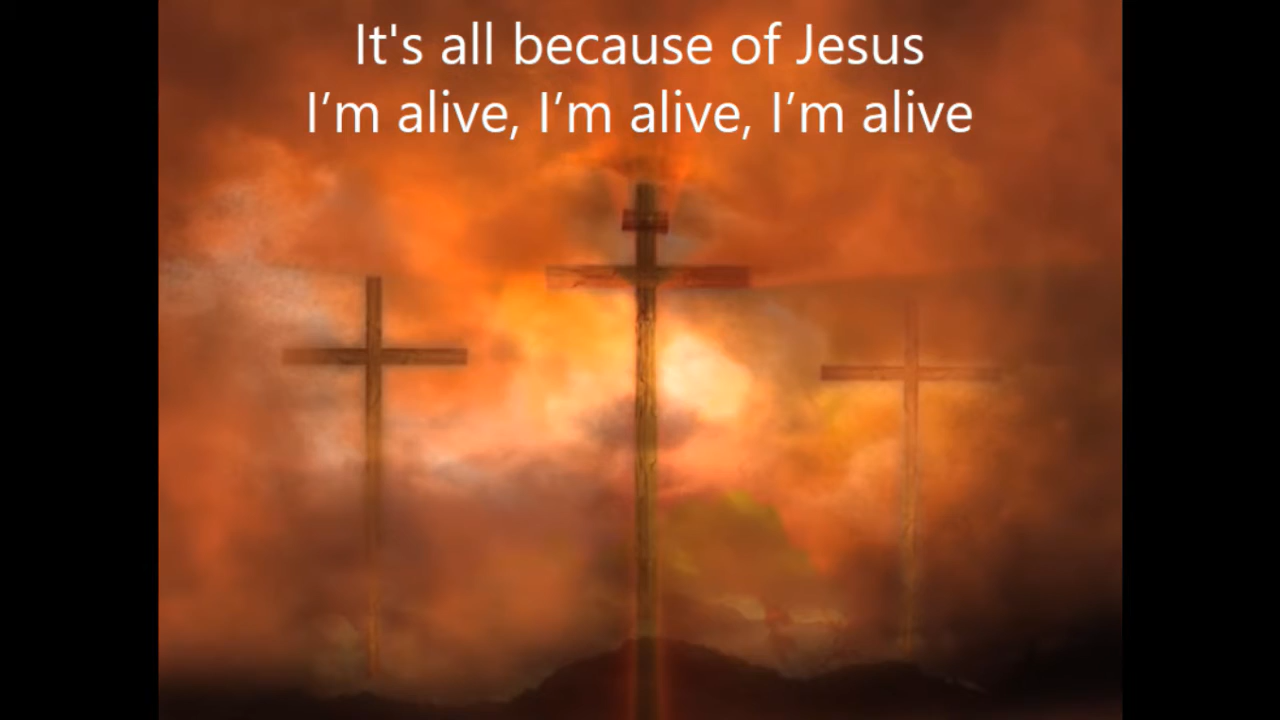 It's all because of Jesus
I’m alive, I’m alive, I’m alive